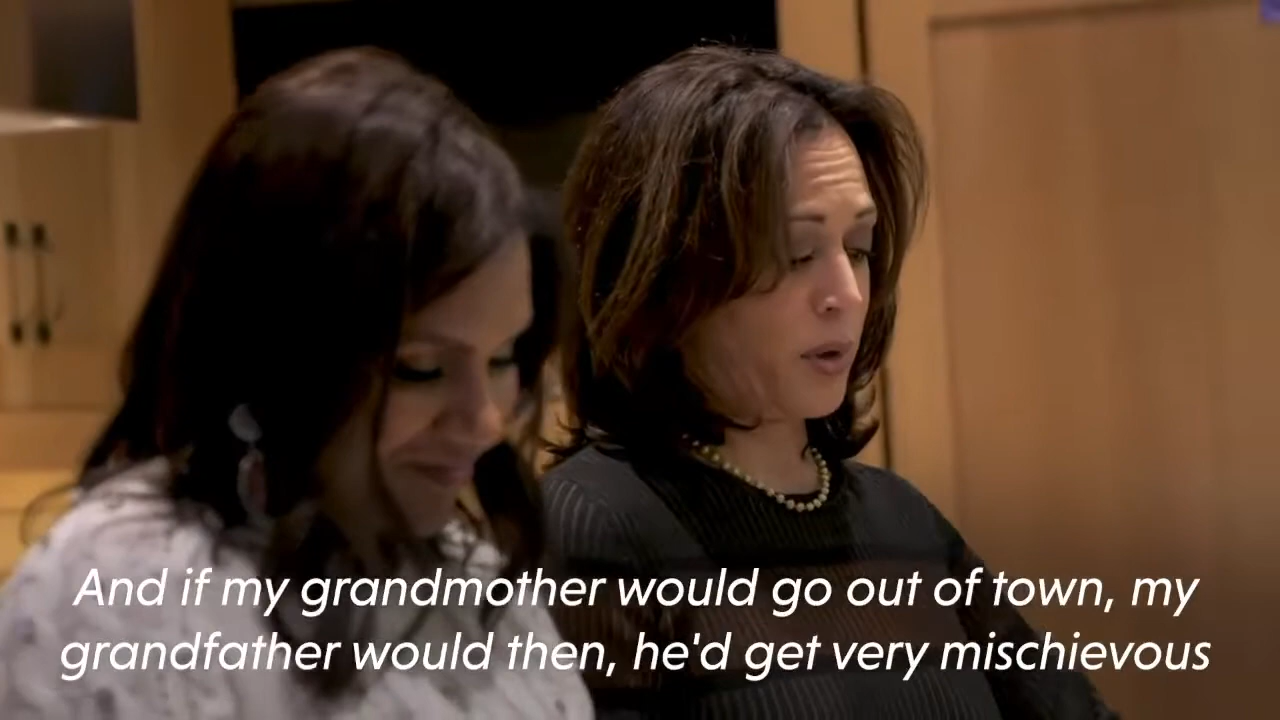 And if my grandmother would go out of town, my
grandfather would then, he'd get very mischievous